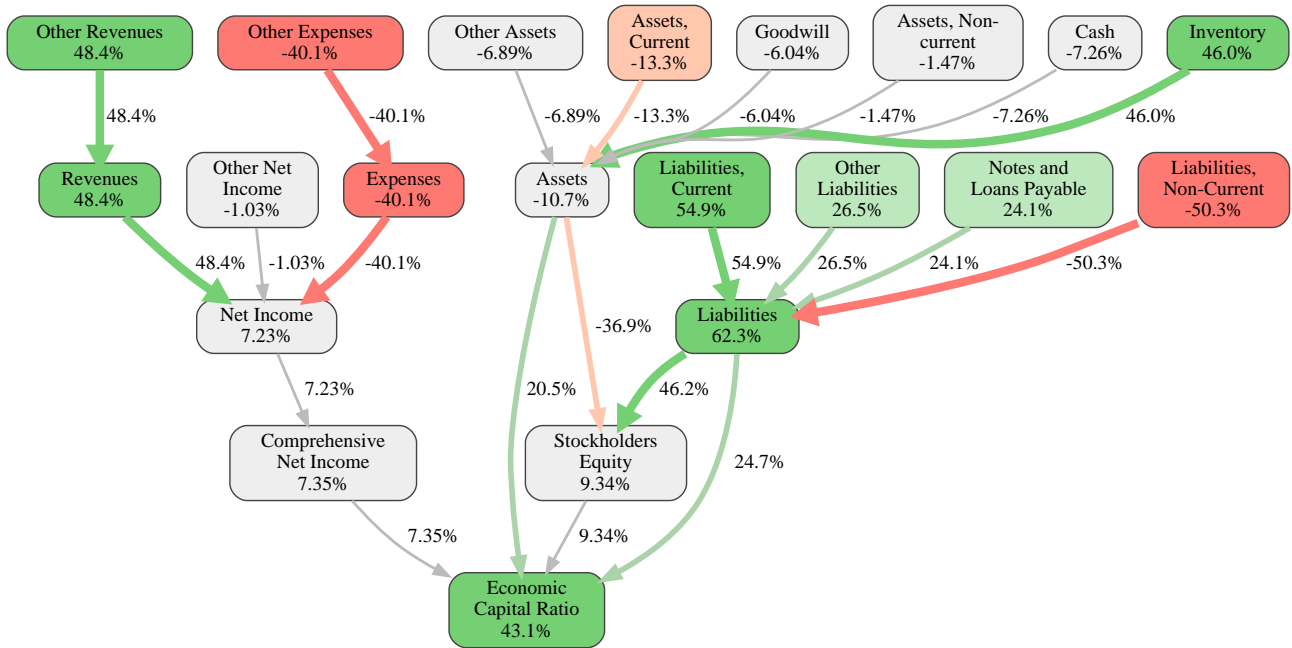 Other Revenues
48.4%
Other Expenses
-40.1%
Other Assets
-6.89%
Assets,
Current
-13.3%
Goodwill
-6.04%
Assets, Non-
current
-1.47%
Cash
-7.26%
Inventory
46.0%
48.4%
-40.1%
-6.89%
-13.3%
-6.04%
-1.47%
-7.26%
46.0%
Revenues
48.4%
Other Net
Income
-1.03%
Expenses
-40.1%
Assets
-10.7%
Liabilities,
Current
54.9%
Other
Liabilities
26.5%
Notes and
Loans Payable
24.1%
Liabilities,
Non-Current
-50.3%
48.4%
-1.03%
-40.1%
54.9%
26.5%
24.1%
-50.3%
Net Income
7.23%
-36.9%
Liabilities
62.3%
7.23%
20.5%
46.2%
Comprehensive
Net Income
7.35%
Stockholders
Equity
9.34%
24.7%
7.35%
9.34%
Economic
Capital Ratio
43.1%